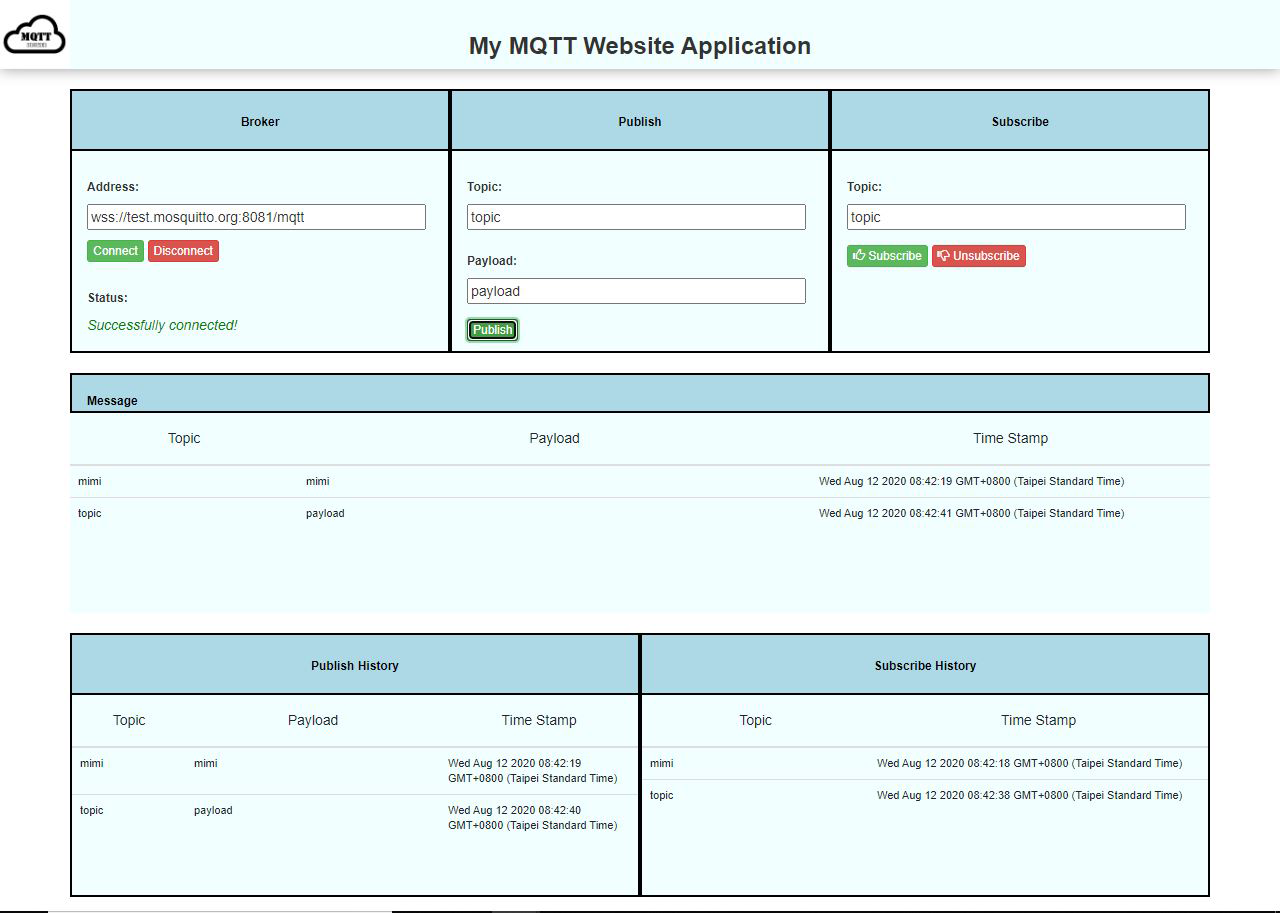 MQTT
My MQTT Website Application
Broker Publish Subscribe
Address: Topic: Topic:
wss://test.mosquitto.org:8081/mqtt topic topic
Connect Disconnect Subscribe Unsubscribe
Payload:
Status: payload
Successfully connected! Publish
Message
Topic Payload Time Stamp
mimi mimi Wed Aug 12 2020 08:42:19 GMT+0800 (Taipei Standard Time)
topic payload Wed Aug 12 2020 08:42:41 GMT+0800 (Taipei Standard Time)
Publish History Subscribe History
Topic Payload Time Stamp Topic Time Stamp
mimi mimi Wed Aug 12 2020 08:42:19 mimi Wed Aug 12 2020 08:42:18 GMT+0800 (Taipei Standard Time)
GMT+0800 (Taipei Standard Time)
topic Wed Aug 12 2020 08:42:38 GMT+0800 (Taipei Standard Time)
topic payload Wed Aug 12 2020 08:42:40
GMT+0800 (Taipei Standard Time)